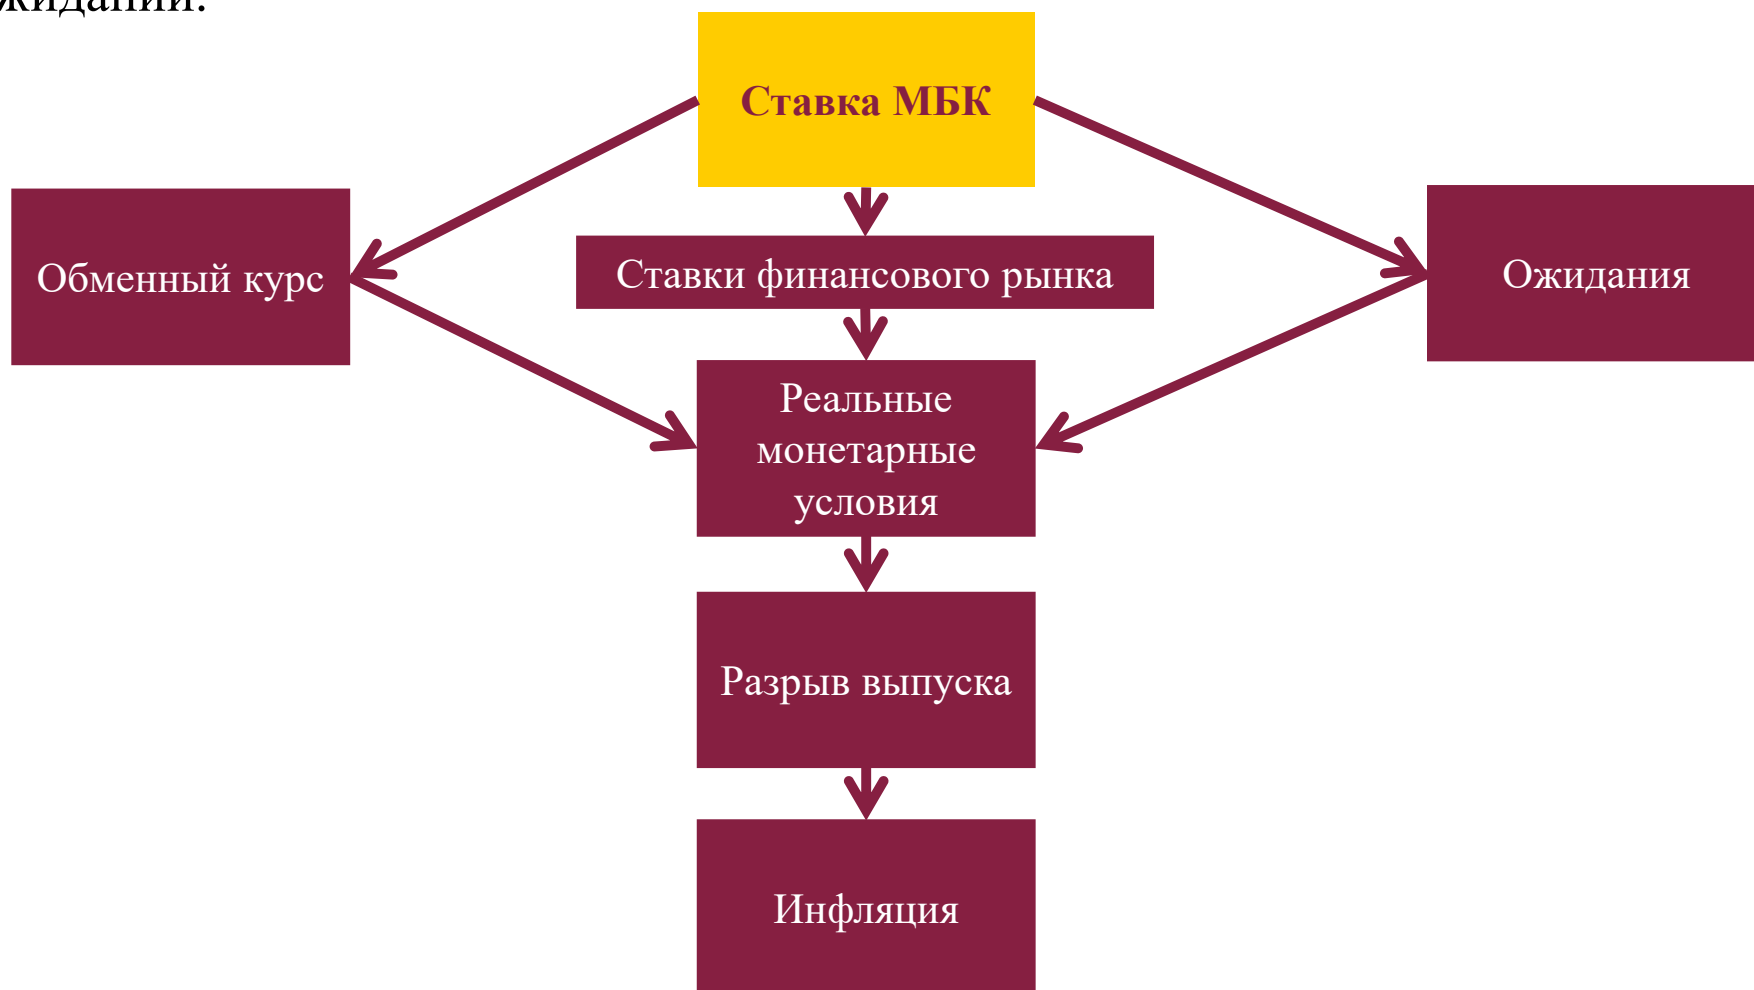 Ставка МБК
Обменный курс
Ставки финансового рынка
Ожидания
Реальные
монетарные
условия
Разрыв выпуска
Инфляция